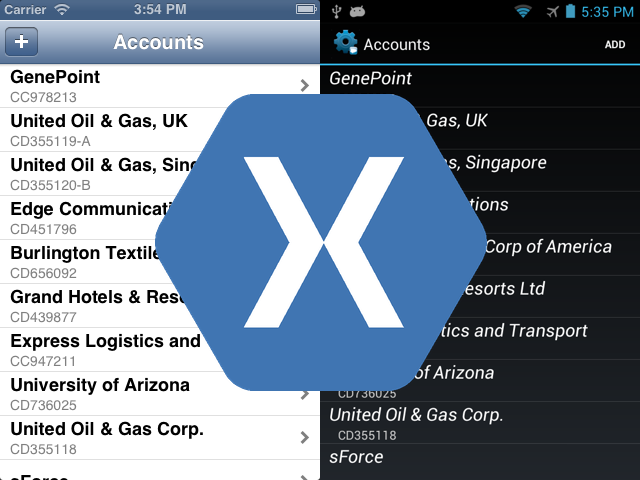 Carrier 3:54 PM
+ Accounts
GenePoint
CC978213
United Oil & Gas, UK
CD355119-A
United Oil & Gas, Sing
CD355120-B
Edge Communicati
CD451796
Burlington Textile
CD656092
Grand Hotels & Reso
CD439877
Express Logistics and
CC947211
University of Arizona
CD736025
United Oil & Gas Corp.
CD355118
sForce
X
5:35 PM
Accounts ADD
GenePoint
Gas, UK
s, Singapore
tions
Corp of America
esorts Ltd
tics and Transport
of Arizona
CD736025
United Oil & Gas Corp.
CD355118
sForce